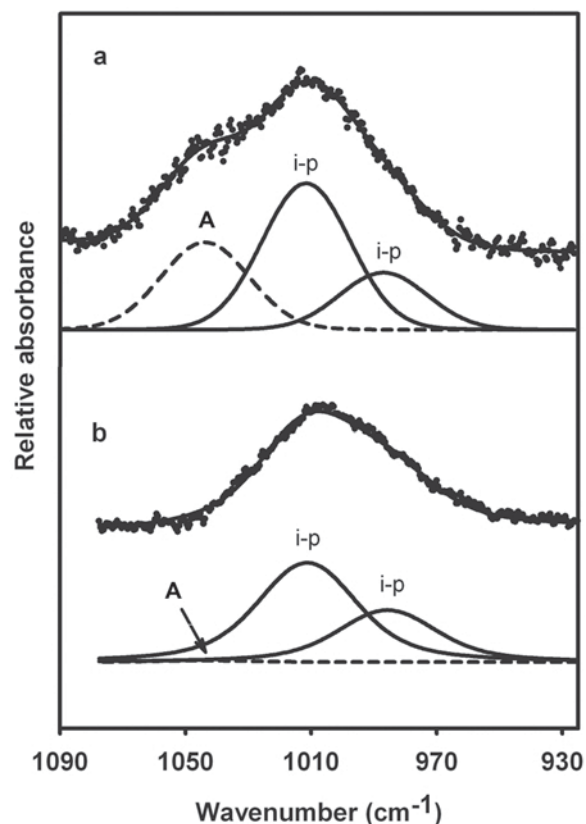 a
i-p
A
i-p
Relative absorbance
b
i-p
i-p
A
1090 1050 1010 970 930
Wavenumber (cm⁻¹)